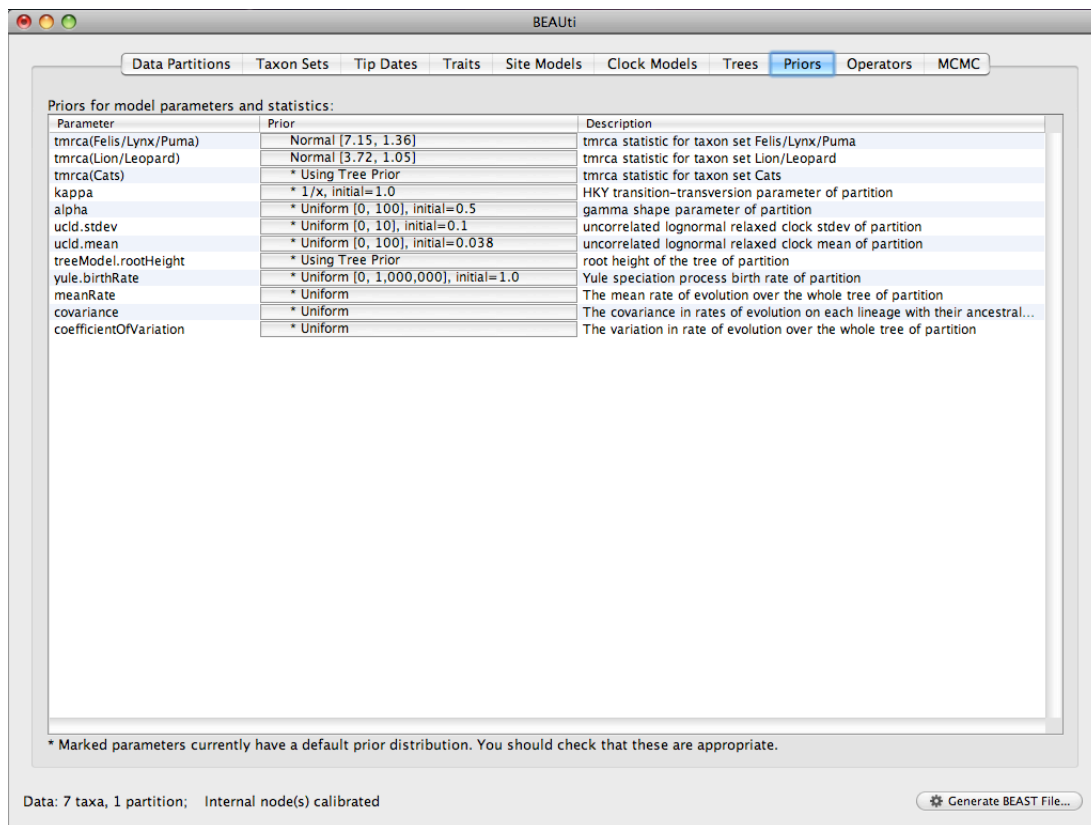 BEAUti
Data Partitions Taxon Sets Tip Dates Traits Site Models Clock Models Trees Priors Operators MCMC
Priors for model parameters and statistics:
Parameter Prior Description
tmrca(Felis/Lynx/Puma) Normal [7.15, 1.36] tmrca statistic for taxon set Felis/Lynx/Puma
tmrca(Lion/Leopard) Normal [3.72, 1.05] tmrca statistic for taxon set Lion/Leopard
tmrca(Cats) * Using Tree Prior tmrca statistic for taxon set Cats
kappa * 1/x, initial=1.0 HKY transition-transversion parameter of partition
alpha * Uniform [0, 100], initial=0.5 gamma shape parameter of partition
ucld.stdev * Uniform [0, 10], initial=0.1 uncorrelated lognormal relaxed clock stdev of partition
ucld.mean * Uniform [0, 100], initial=0.038 uncorrelated lognormal relaxed clock mean of partition
treeModel.rootHeight * Using Tree Prior root height of the tree of partition
yule.birthRate * Uniform [0, 1,000,000], initial=1.0 Yule speciation process birth rate of partition
meanRate * Uniform The mean rate of evolution over the whole tree of partition
covariance * Uniform The covariance in rates of evolution on each lineage with their ancestral...
coefficientOfVariation * Uniform The variation in rate of evolution over the whole tree of partition
* Marked parameters currently have a default prior distribution. You should check that these are appropriate.
Data: 7 taxa, 1 partition; Internal node(s) calibrated Generate BEAST File...